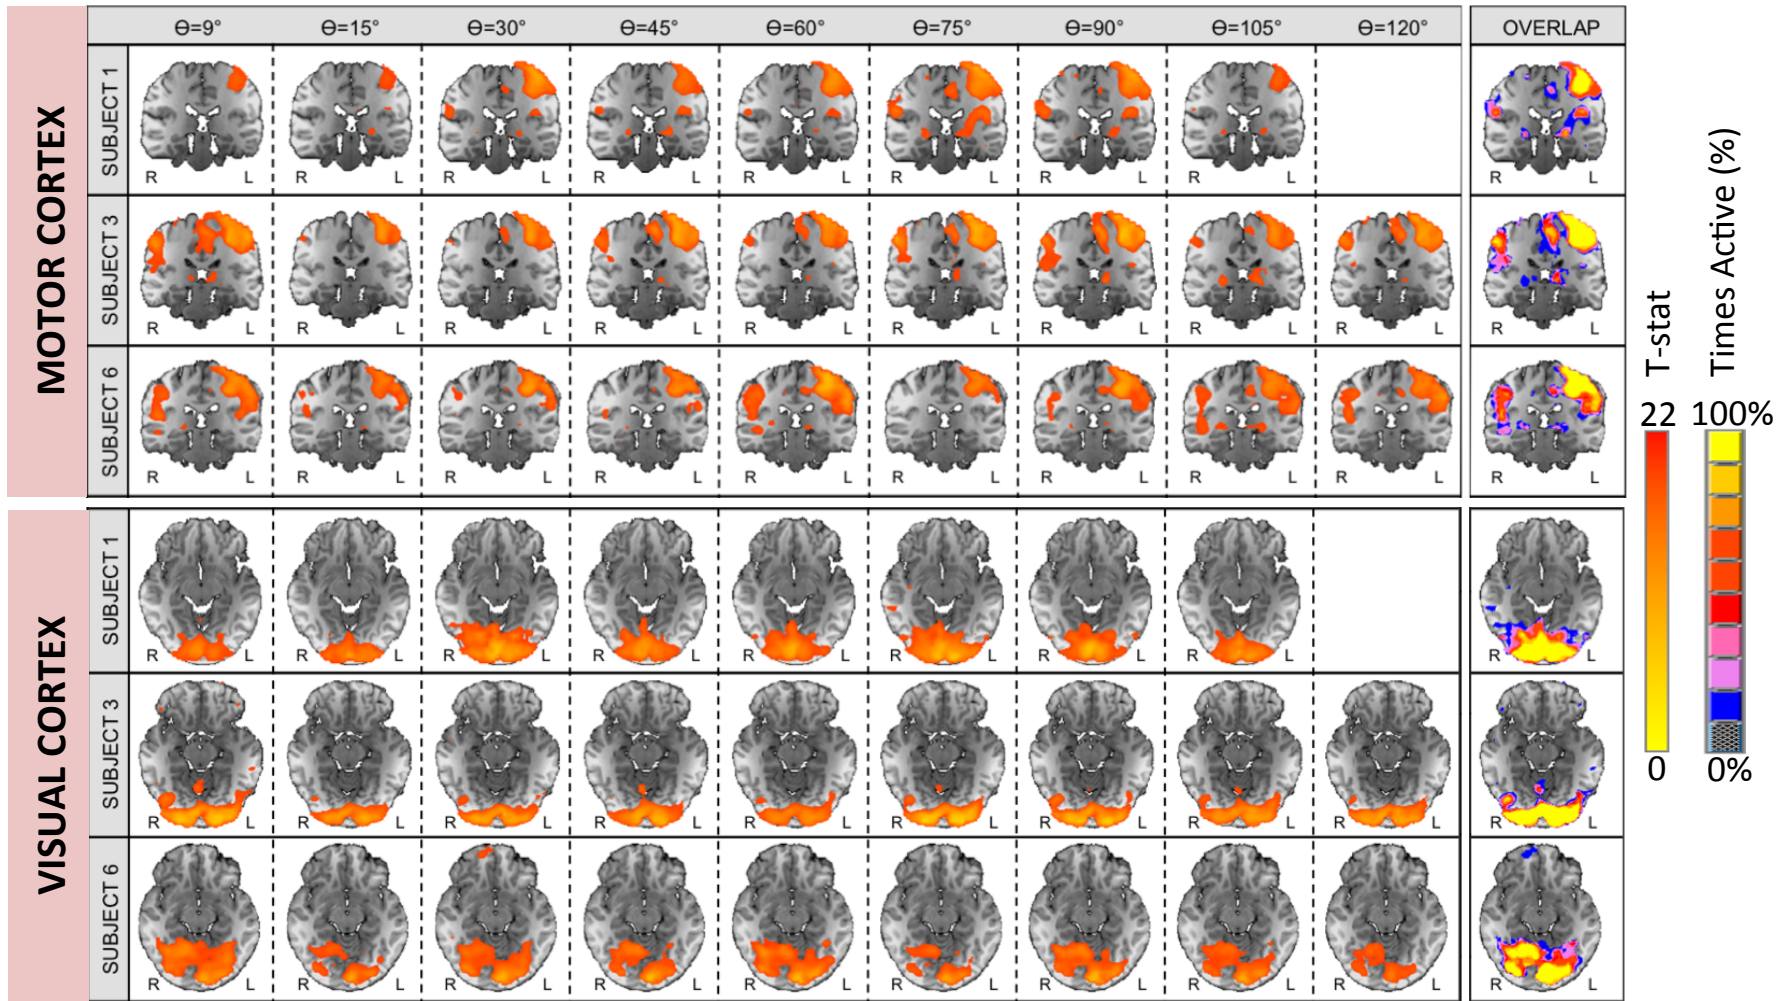 Ө=9° Ө=15° Ө=30° Ө=45° Ө=60° Ө=75° Ө=90° Ө=105° Ө=120° OVERLAP
MOTOR CORTEX
SUBJECT 1
R L R L R L R L R L R L R L R L R L
SUBJECT 3
R L R L R L R L R L R L R L R L R L R L
SUBJECT 6
R L R L R L R L R L R L R L R L R L R L
VISUAL CORTEX
SUBJECT 1
R L R L R L R L R L R L R L R L R L
SUBJECT 3
R L R L R L R L R L R L R L R L R L R L
SUBJECT 6
R L R L R L R L R L R L R L R L R L R L
T-stat
Times Active (%)
22 100%
0 0%